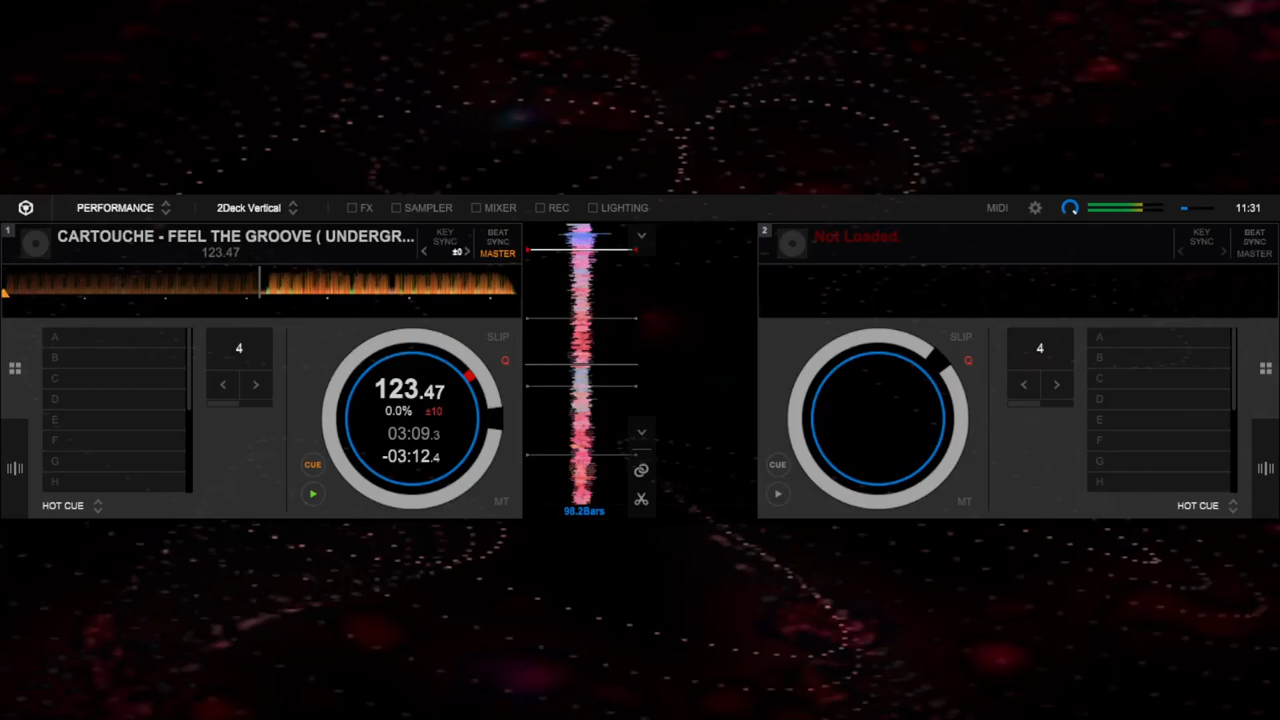 PERFORMANCE 2Deck Vertical FX SAMPLER MIXER REC LIGHTING MIDI 11:31
1 CARTOUCHE - FEEL THE GROOVE ( UNDERGR...
123.47
KEY SYNC
±0
BEAT SYNC
MASTER
2 Not Loaded.
KEY SYNC
BEAT SYNC
MASTER
A
B
C
D
E
F
G
H
HOT CUE
4
SLIP
Q
123.47
0.0% ±10
03:09.3
-03:12.4
CUE
MT
98.2Bars
SLIP
Q
CUE
MT
4
A
B
C
D
E
F
G
H
HOT CUE